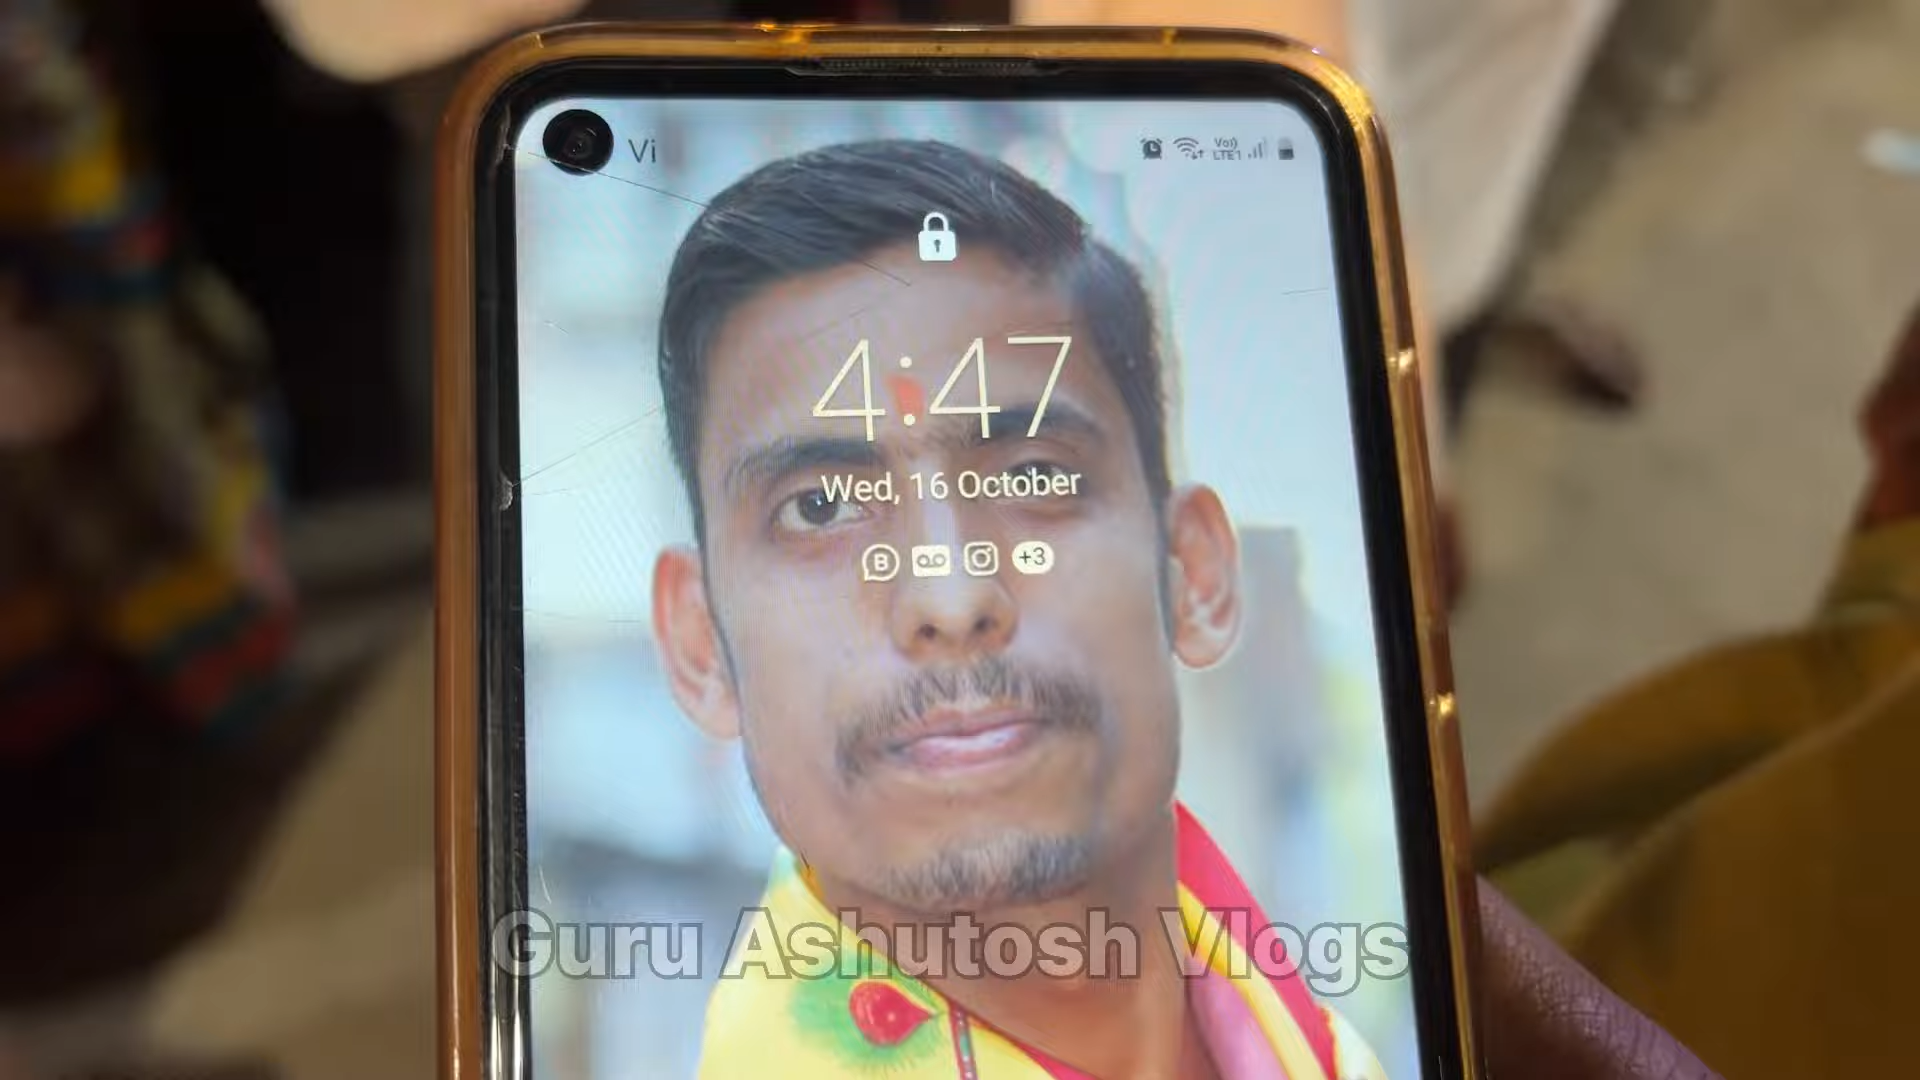 Vi
Vo))
LTE1
4:47
Wed, 16 October
B
+3
Guru Ashutosh Vlogs